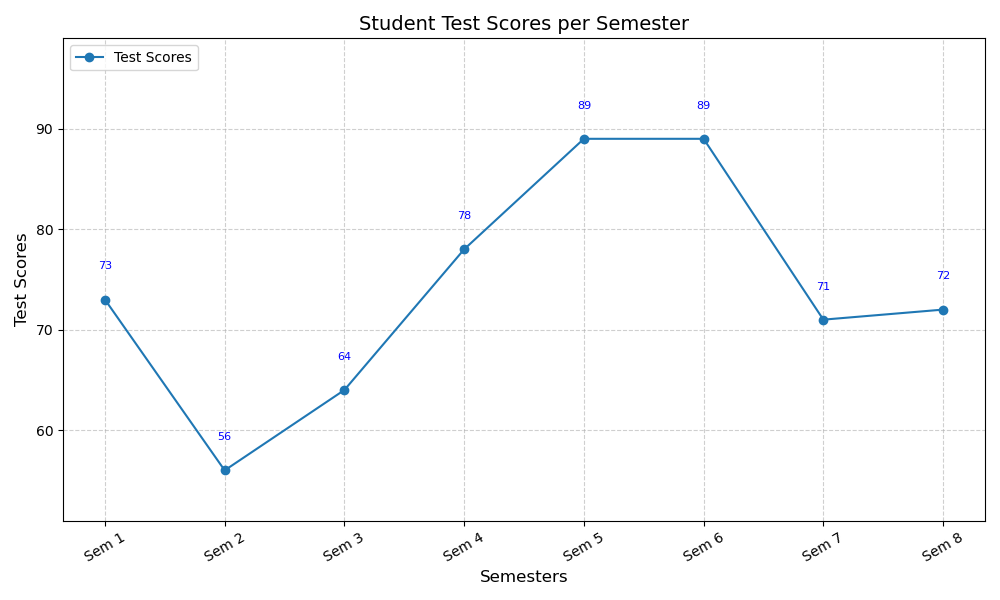 Student Test Scores per Semester
Test Scores
89 89
90
78
80
73
72
71
70
64
60
56
Test Scores
Sem 1 Sem 2 Sem 3 Sem 4 Sem 5 Sem 6 Sem 7 Sem 8
Semesters